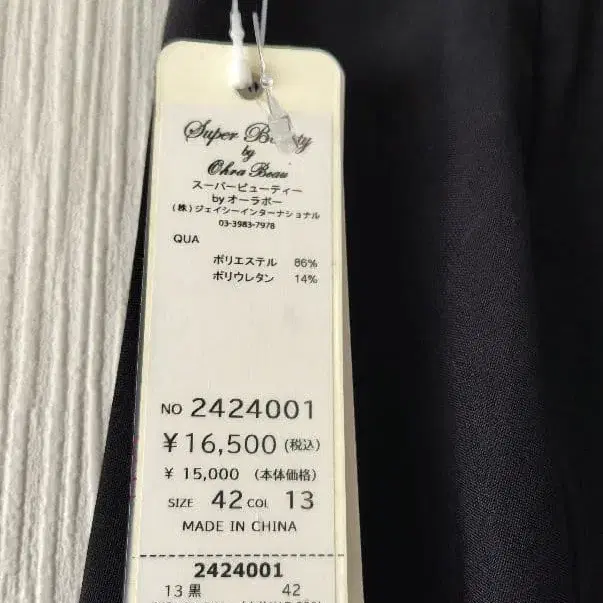 Super Beauty
by
Ohra Beau
スーパービューティー
by オーラボー
(株)ジェイシーインターナショナル
03-3983-7978
QUA
ポリエステル 86%
ポリウレタン 14%
NO 2424001
¥16,500 (税込)
¥ 15,000 (本体価格)
SIZE 42 COL 13
MADE IN CHINA
2424001
13 黒 42